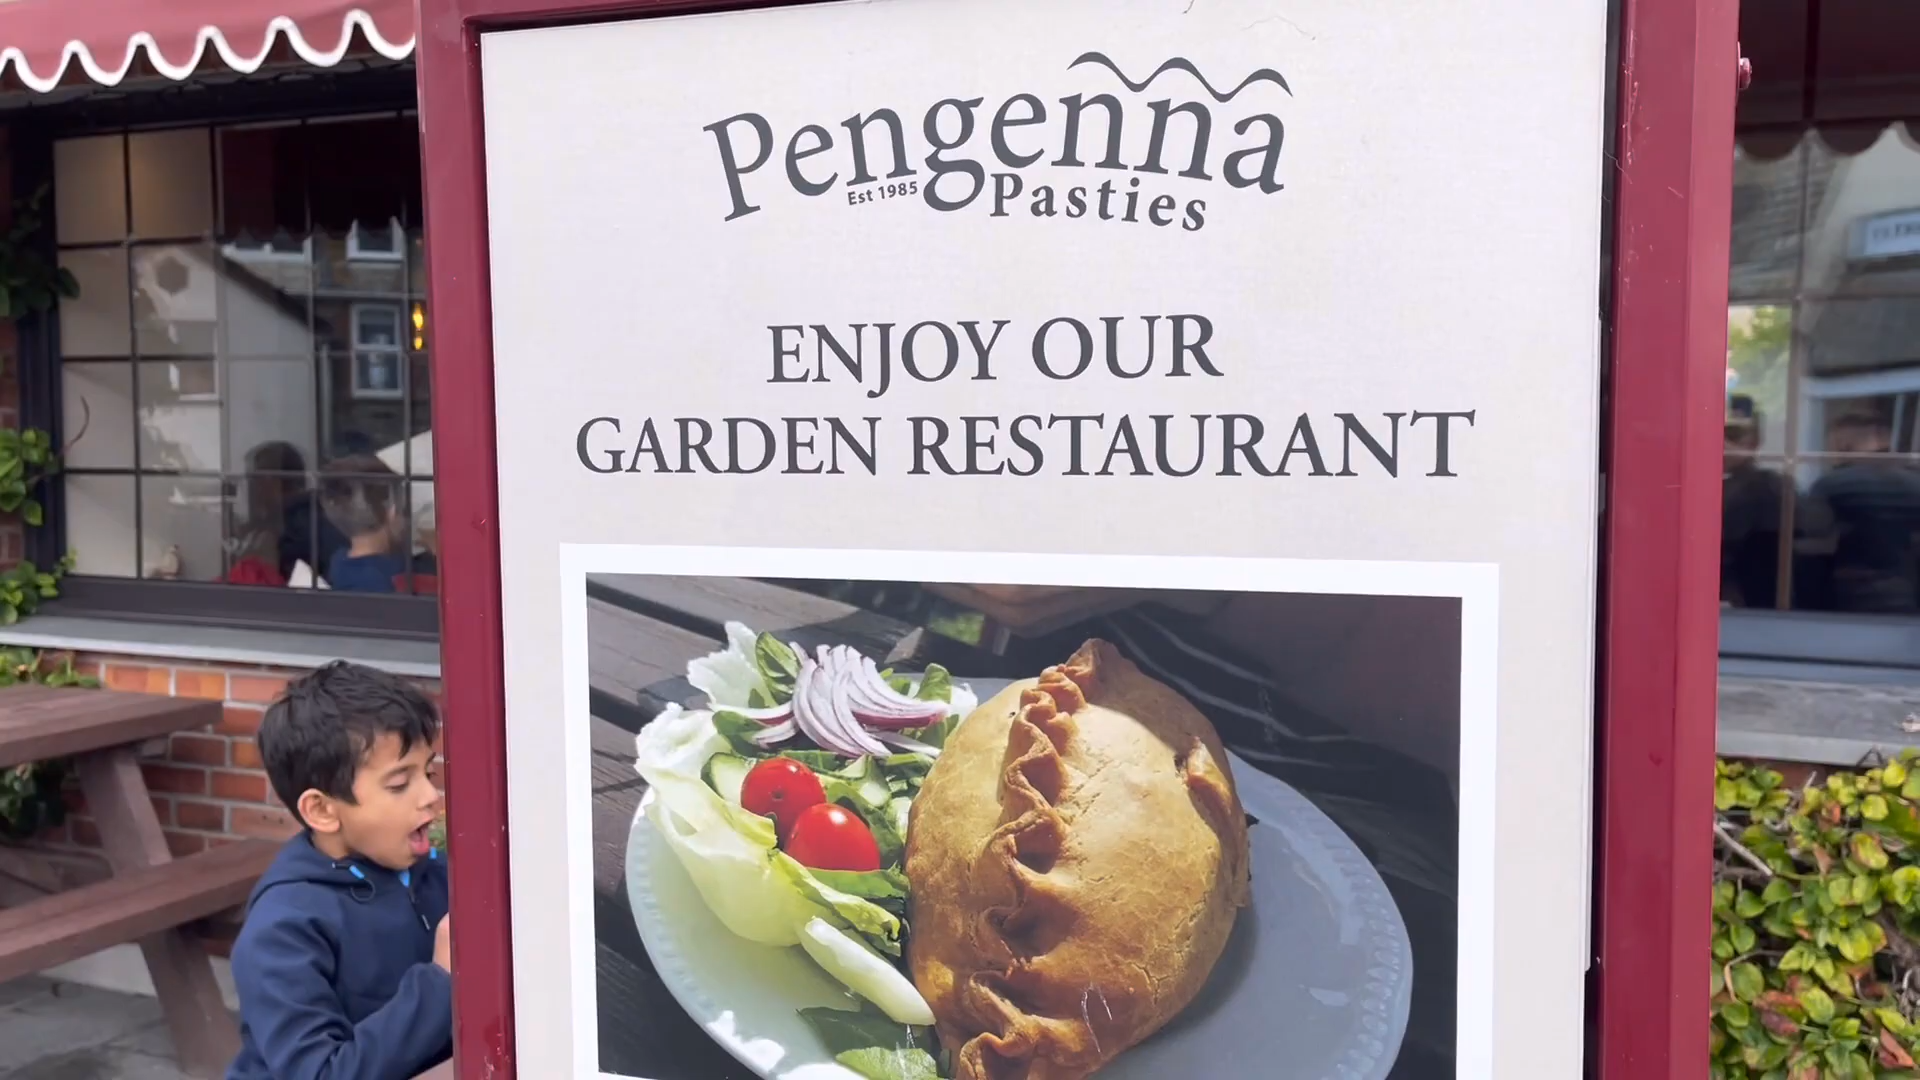 Pengenna
Est 1985
Pasties
ENJOY OUR
GARDEN RESTAURANT